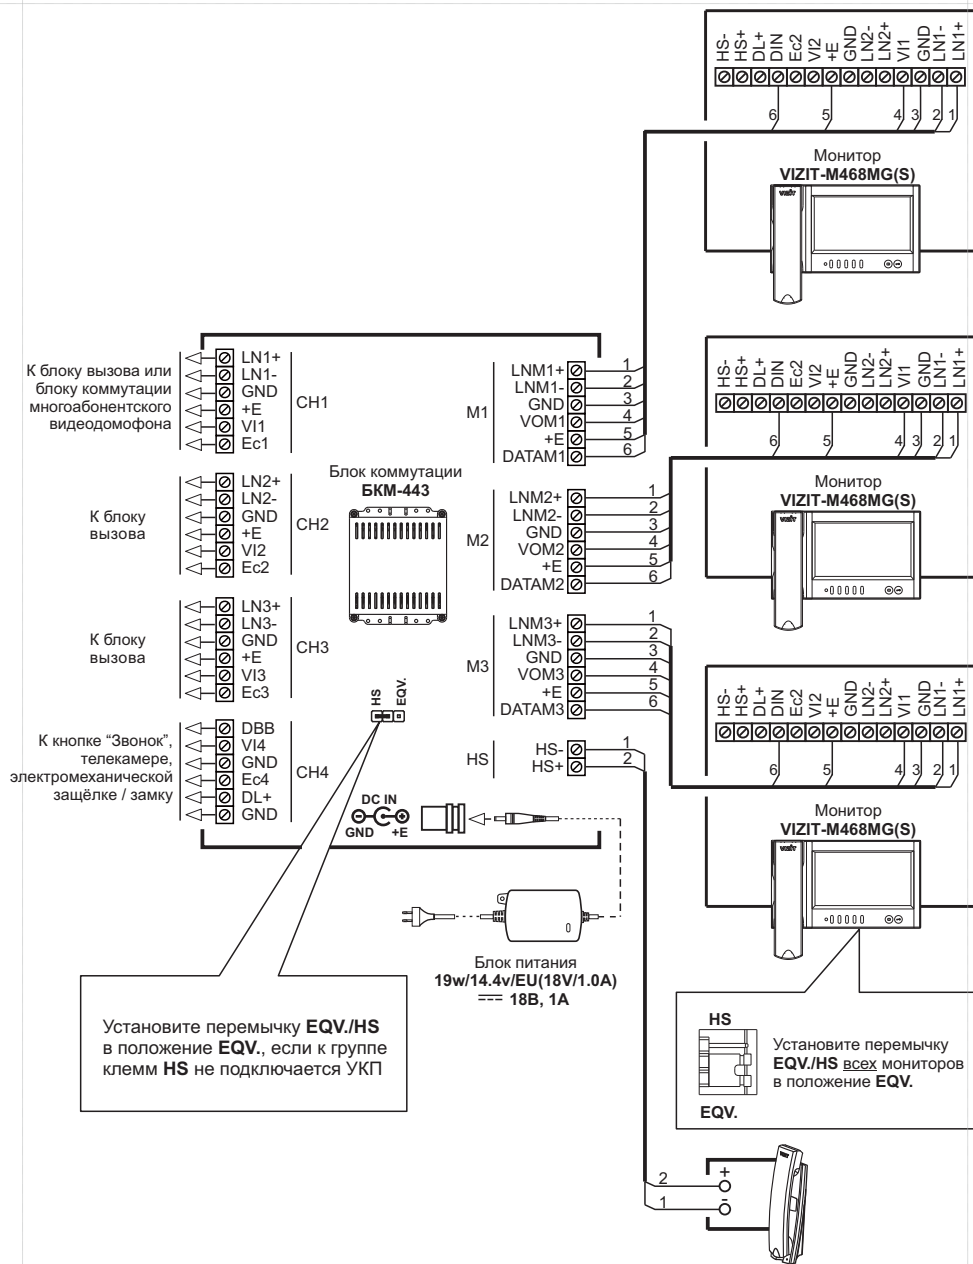 HS-
HS+
DL+
DIN
Ec2
VI2
+E
GND
LN2-
LN2+
VI1
GND
LN1-
LN1+
6
5
4
3
2
1
Монитор
VIZIT-M468MG(S)
VIZIT
К блоку вызова или
блоку коммутации
многоабонентского
видеодомофона
LN1+
LN1-
GND
+E
VI1
Ec1
CH1
К блоку
вызова
LN2+
LN2-
GND
+E
VI2
Ec2
CH2
К блоку
вызова
LN3+
LN3-
GND
+E
VI3
Ec3
CH3
К кнопке “Звонок”,
телекамере,
электромеханической
защёлке / замку
DBB
VI4
GND
Ec4
DL+
GND
CH4
Блок коммутации
БКМ-443
HS
EQV.
DC IN
GND
+E
M1
LNM1+
LNM1-
GND
VOM1
+E
DATAM1
1
2
3
4
5
6
M2
LNM2+
LNM2-
GND
VOM2
+E
DATAM2
1
2
3
4
5
6
M3
LNM3+
LNM3-
GND
VOM3
+E
DATAM3
1
2
3
4
5
6
HS
HS-
HS+
1
2
HS-
HS+
DL+
DIN
Ec2
VI2
+E
GND
LN2-
LN2+
VI1
GND
LN1-
LN1+
6
5
4
3
2
1
Монитор
VIZIT-M468MG(S)
VIZIT
HS-
HS+
DL+
DIN
Ec2
VI2
+E
GND
LN2-
LN2+
VI1
GND
LN1-
LN1+
6
5
4
3
2
1
Монитор
VIZIT-M468MG(S)
VIZIT
Блок питания
19w/14.4v/EU(18V/1.0A)
18В, 1А
Установите перемычку EQV./HS
в положение EQV., если к группе
клемм HS не подключается УКП
HS
EQV.
Установите перемычку
EQV./HS всех мониторов
в положение EQV.
2
1
+
-